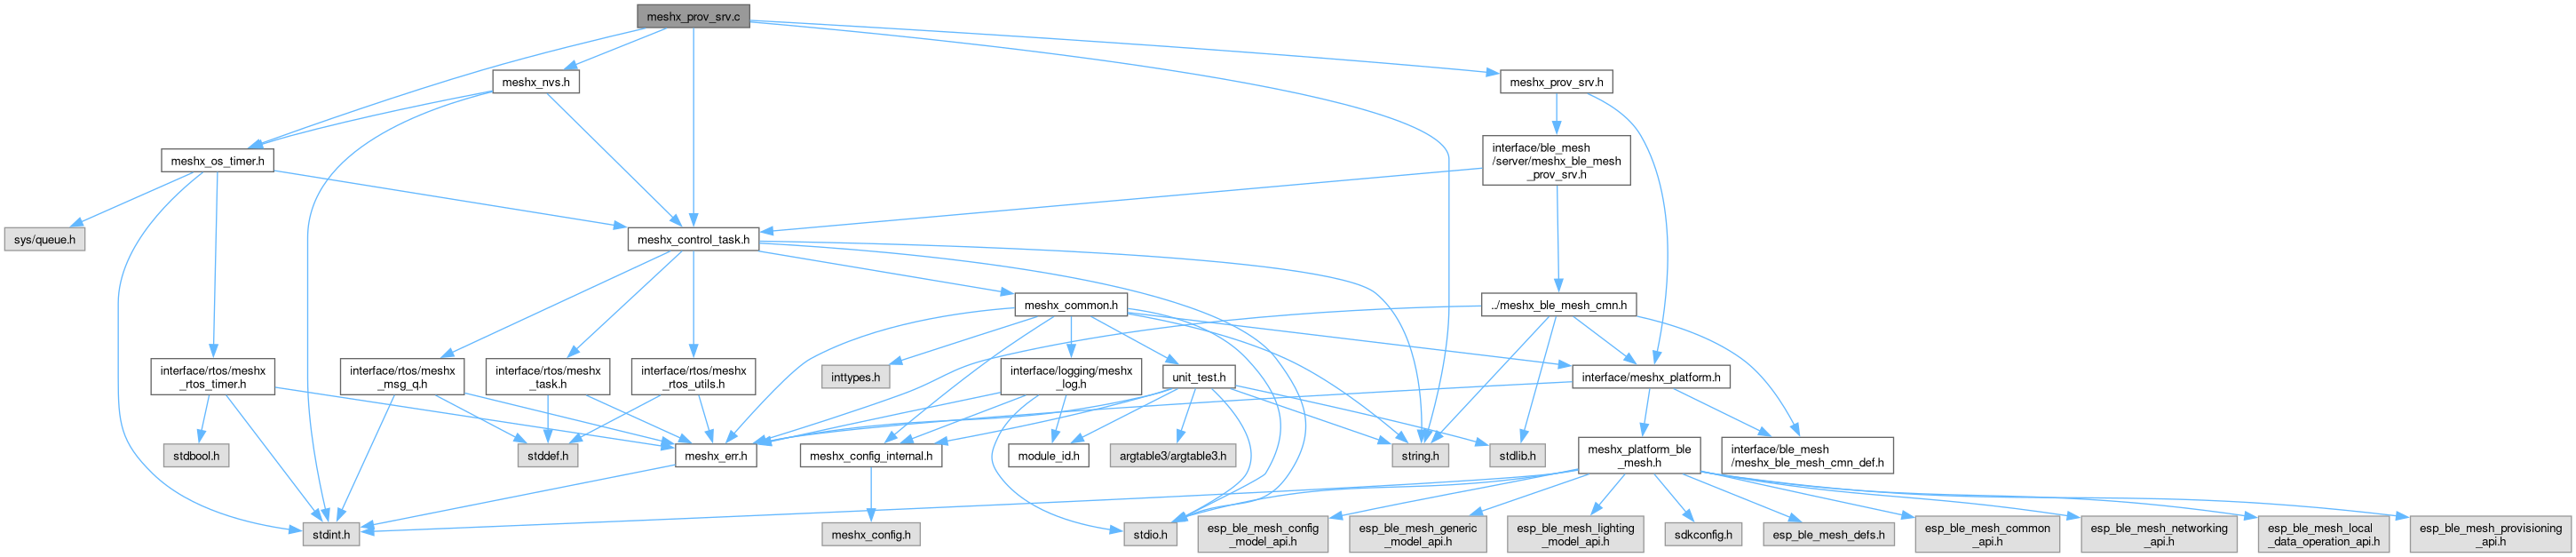 meshx_prov_srv.c
meshx_nvs.h
meshx_prov_srv.h
meshx_os_timer.h
interface/ble_mesh
/server/meshx_ble_mesh
_prov_srv.h
sys/queue.h
meshx_control_task.h
meshx_common.h
../meshx_ble_mesh_cmn.h
interface/rtos/meshx
_rtos_timer.h
interface/rtos/meshx
_msg_q.h
interface/rtos/meshx
_task.h
interface/rtos/meshx
_rtos_utils.h
inttypes.h
interface/logging/meshx
_log.h
unit_test.h
interface/meshx_platform.h
stdbool.h
stddef.h
meshx_err.h
meshx_config_internal.h
module_id.h
argtable3/argtable3.h
string.h
stdlib.h
meshx_platform_ble
_mesh.h
interface/ble_mesh
/meshx_ble_mesh_cmn_def.h
stdint.h
meshx_config.h
stdio.h
esp_ble_mesh_config
_model_api.h
esp_ble_mesh_generic
_model_api.h
esp_ble_mesh_lighting
_model_api.h
sdkconfig.h
esp_ble_mesh_defs.h
esp_ble_mesh_common
_api.h
esp_ble_mesh_networking
_api.h
esp_ble_mesh_local
_data_operation_api.h
esp_ble_mesh_provisioning
_api.h